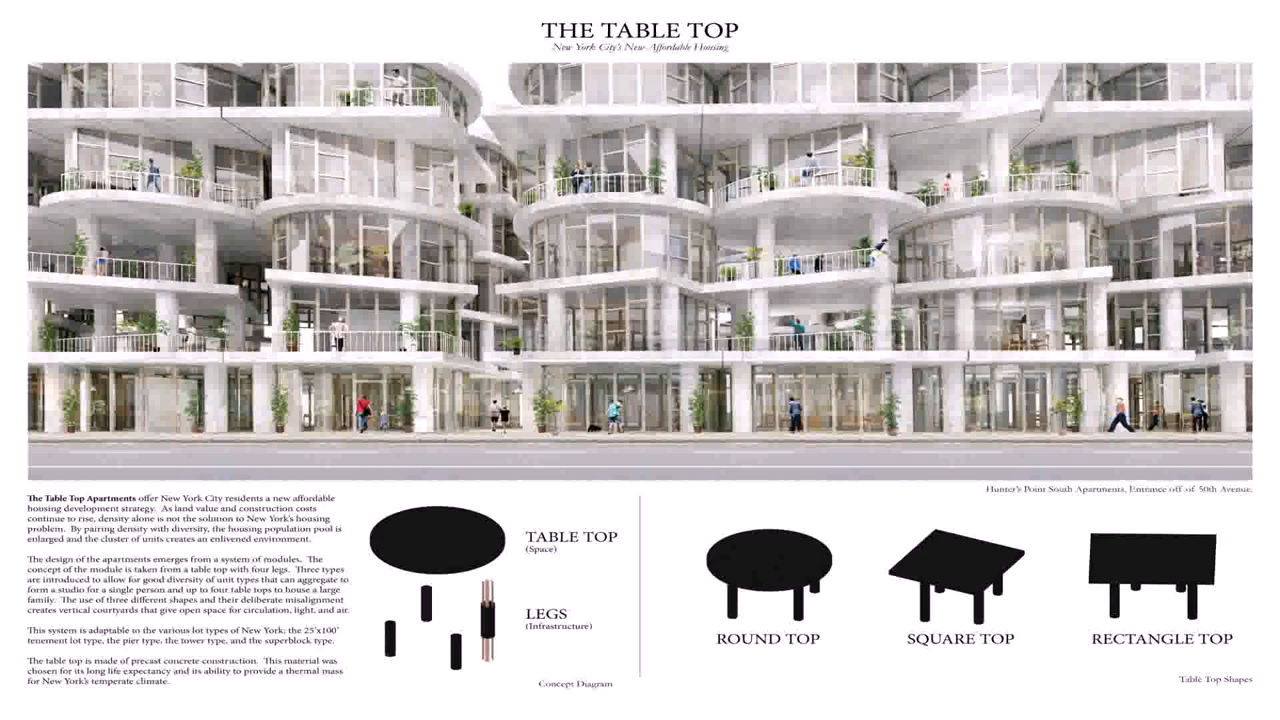 THE TABLE TOP
New York City's New Affordable Housing
Hunter's Point South Apartments, Entrance off of 50th Avenue.
The Table Top Apartments offer New York City residents a new affordable
housing development strategy. As land value and construction costs
continue to rise, density alone is not the solution to New York's housing
problem. By pairing density with diversity, the housing population pool is
enlarged and the cluster of units creates an enlivened environment.
The design of the apartments emerges from a system of modules. The
concept of the module is taken from a table top with four legs. Three types
are introduced to allow for good diversity of unit types that can aggregate to
form a studio for a single person and up to four table tops to house a large
family. The use of three different shapes and their deliberate misalignment
creates vertical courtyards that give open space for circulation, light, and air.
This system is adaptable to the various lot types of New York; the 25'x100'
tenement lot type, the pier type, the tower type, and the superblock type.
The table top is made of precast concrete construction. This material was
chosen for its long life expectancy and its ability to provide a thermal mass
for New York's temperate climate.
TABLE TOP
(Space)
LEGS
(Infrastructure)
Concept Diagram
ROUND TOP
SQUARE TOP
RECTANGLE TOP
Table Top Shapes